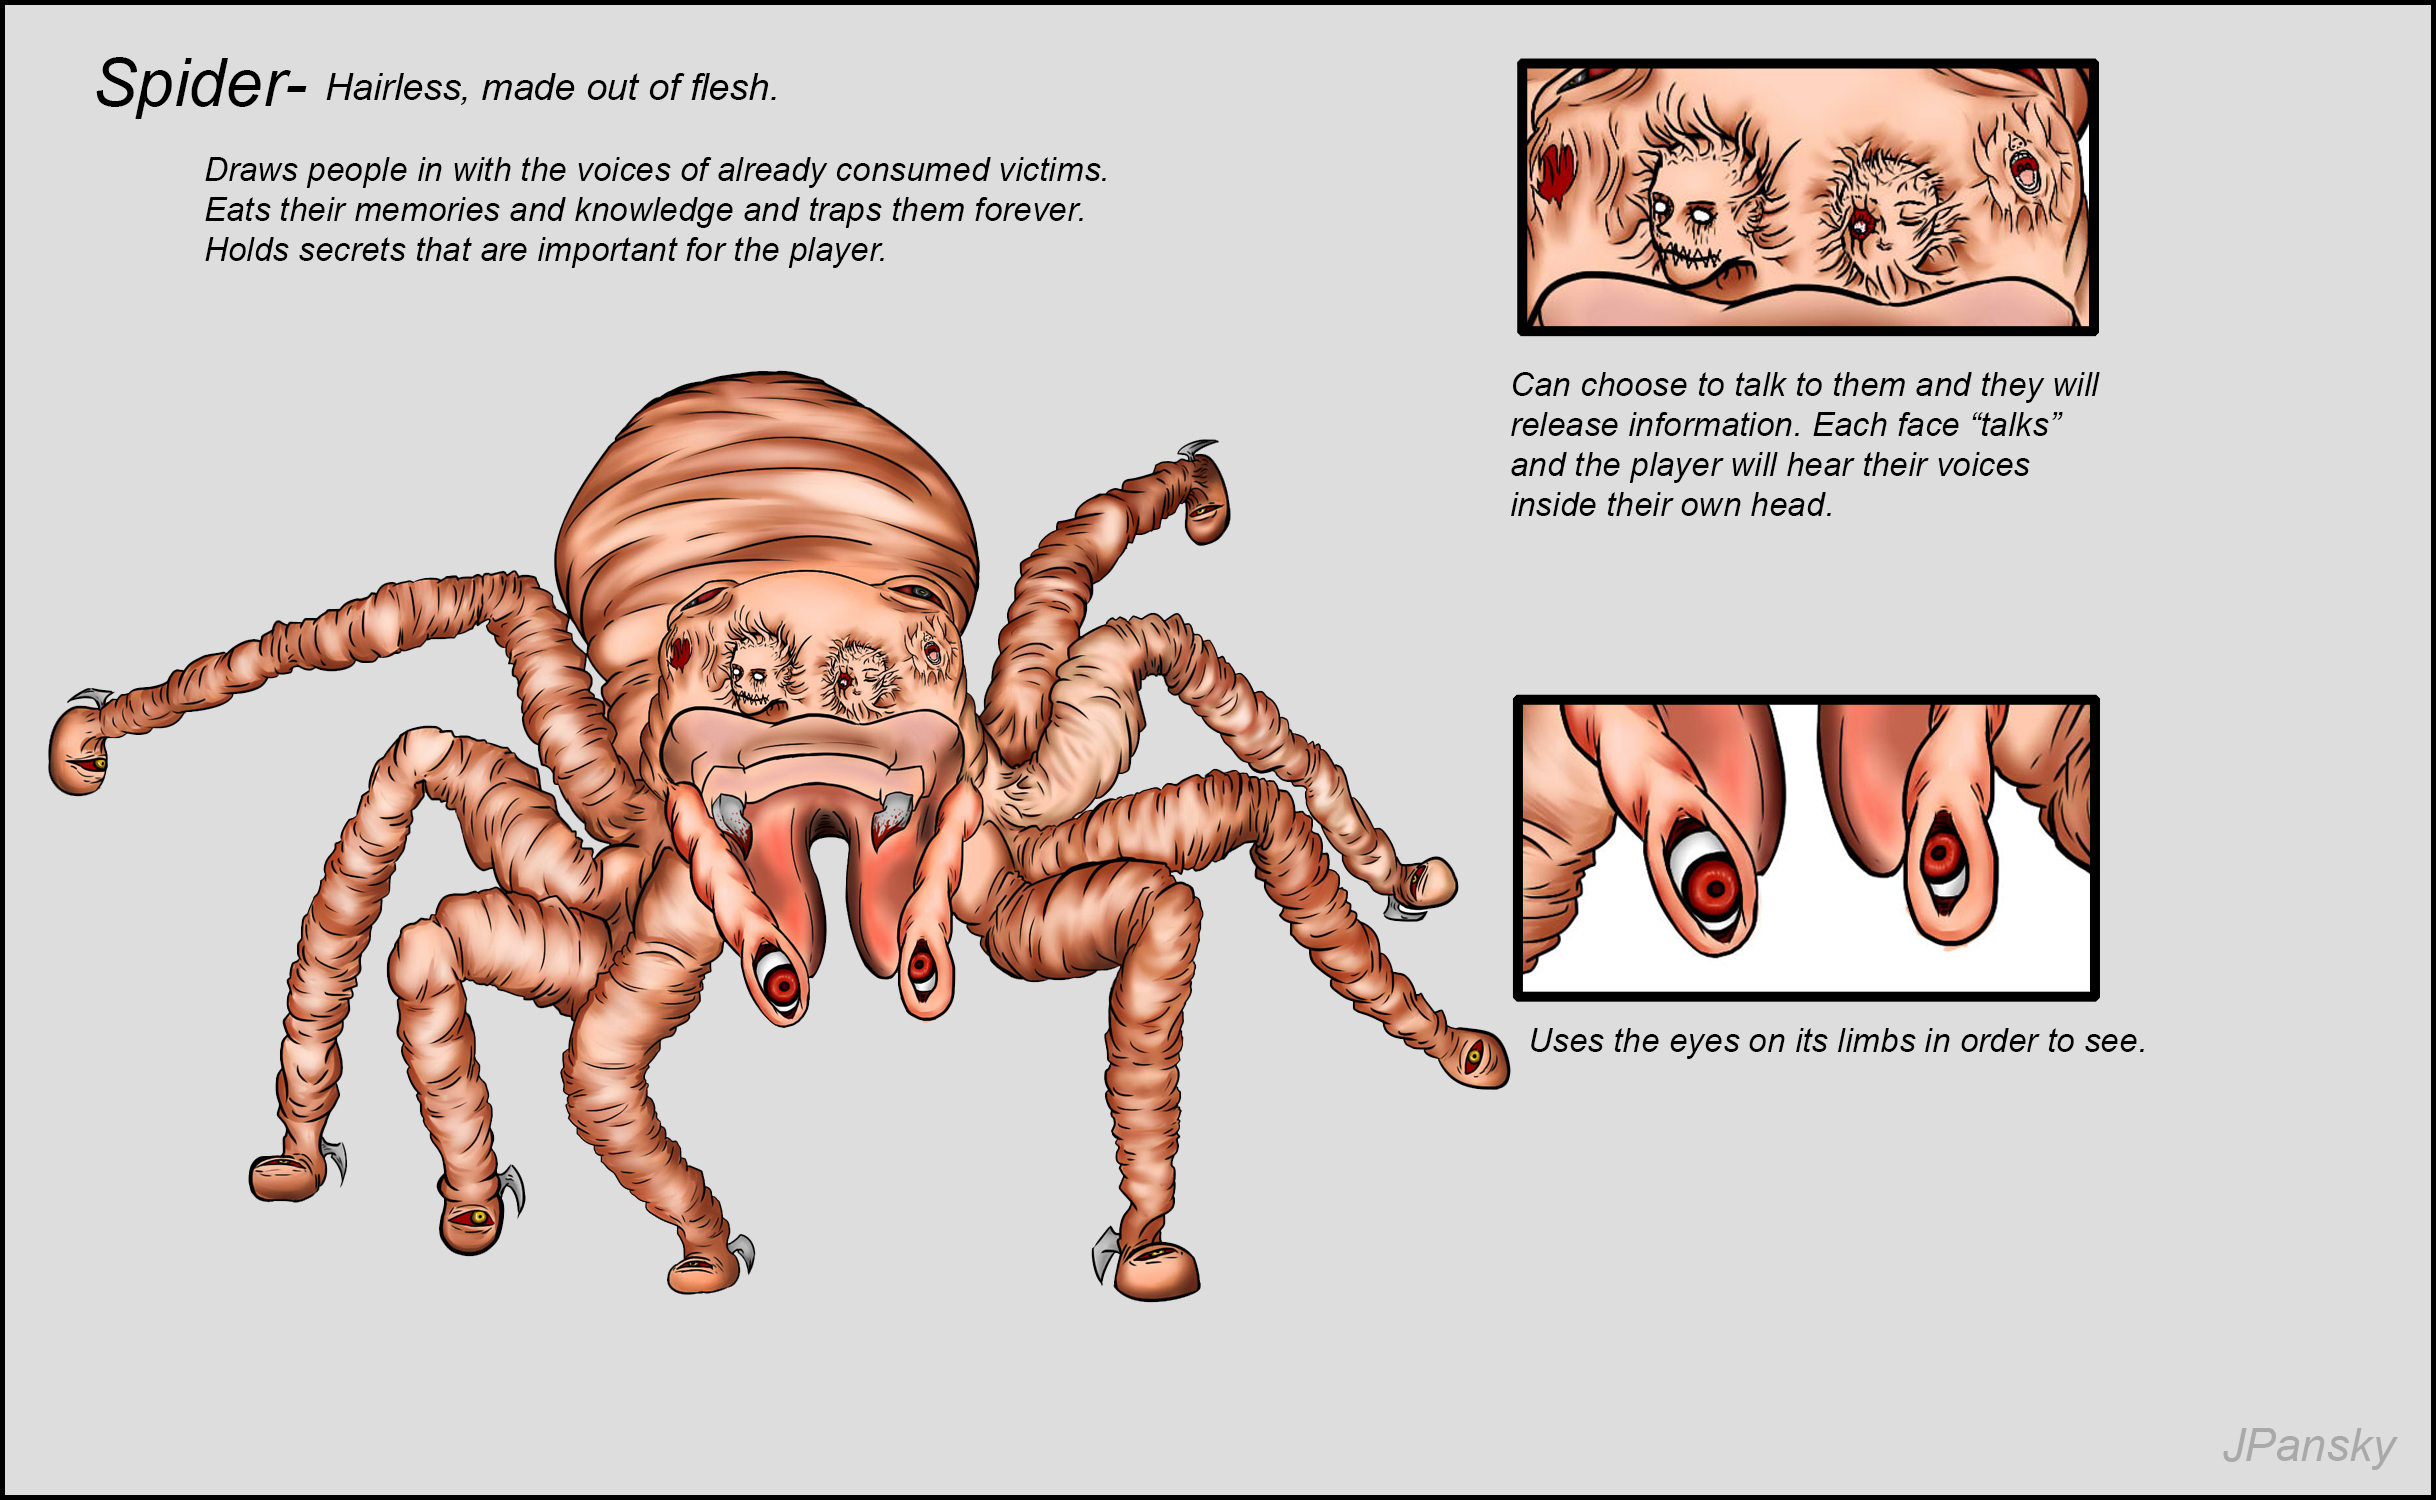 Spider- Hairless, made out of flesh.
Draws people in with the voices of already consumed victims.
Eats their memories and knowledge and traps them forever.
Holds secrets that are important for the player.
Can choose to talk to them and they will
release information. Each face “talks”
and the player will hear their voices
inside their own head.
Uses the eyes on its limbs in order to see.
JPansky